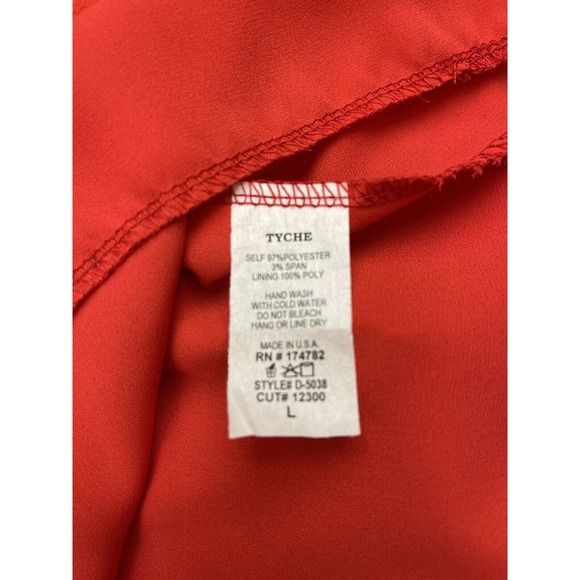 TYCHE
SELF 97%POLYESTER
3% SPAN
LINING 100% POLY
HAND WASH
WITH COLD WATER
DO NOT BLEACH
HANG OR LINE DRY
MADE IN U.S.A.
RN # 174782
STYLE# D-5038
CUT# 12300
L